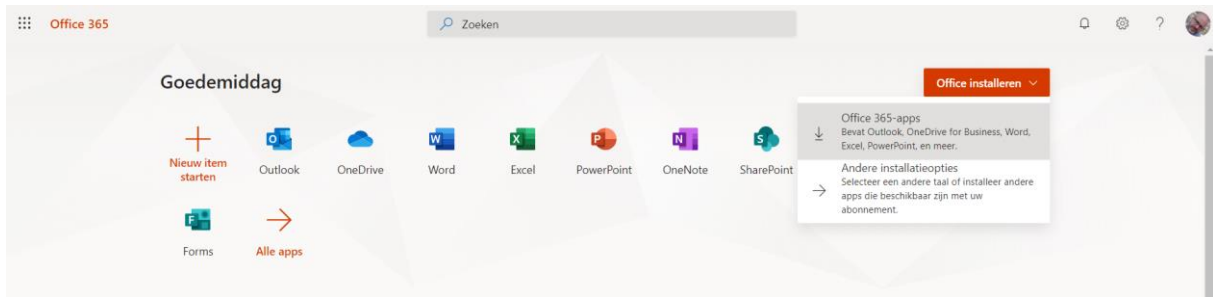 Office 365
Zoeken
?
Goedemiddag
Office installeren
Office 365-apps
Bevat Outlook, OneDrive for Business, Word,
Excel, PowerPoint, en meer.
Andere installatieopties
Selecteer een andere taal of installeer andere
apps die beschikbaar zijn met uw
abonnement.
Nieuw item
starten
Outlook
OneDrive
Word
Excel
PowerPoint
OneNote
SharePoint
Forms
Alle apps